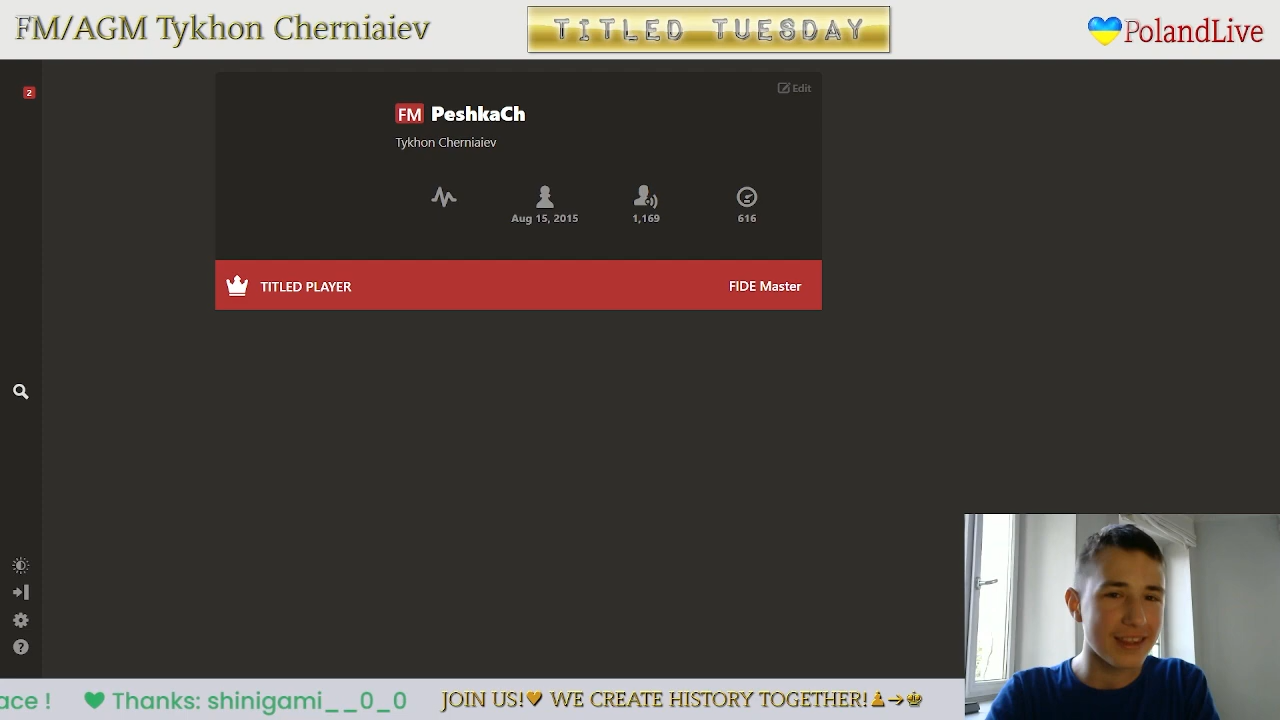 FM/AGM Tykhon Cherniaiev
TITLED TUESDAY
PolandLive
2
Edit
FM PeshkaCh
Tykhon Cherniaiev
Aug 15, 2015
1,169
616
TITLED PLAYER
FIDE Master
ace !
Thanks: shinigami__0_0
JOIN US! WE CREATE HISTORY TOGETHER!